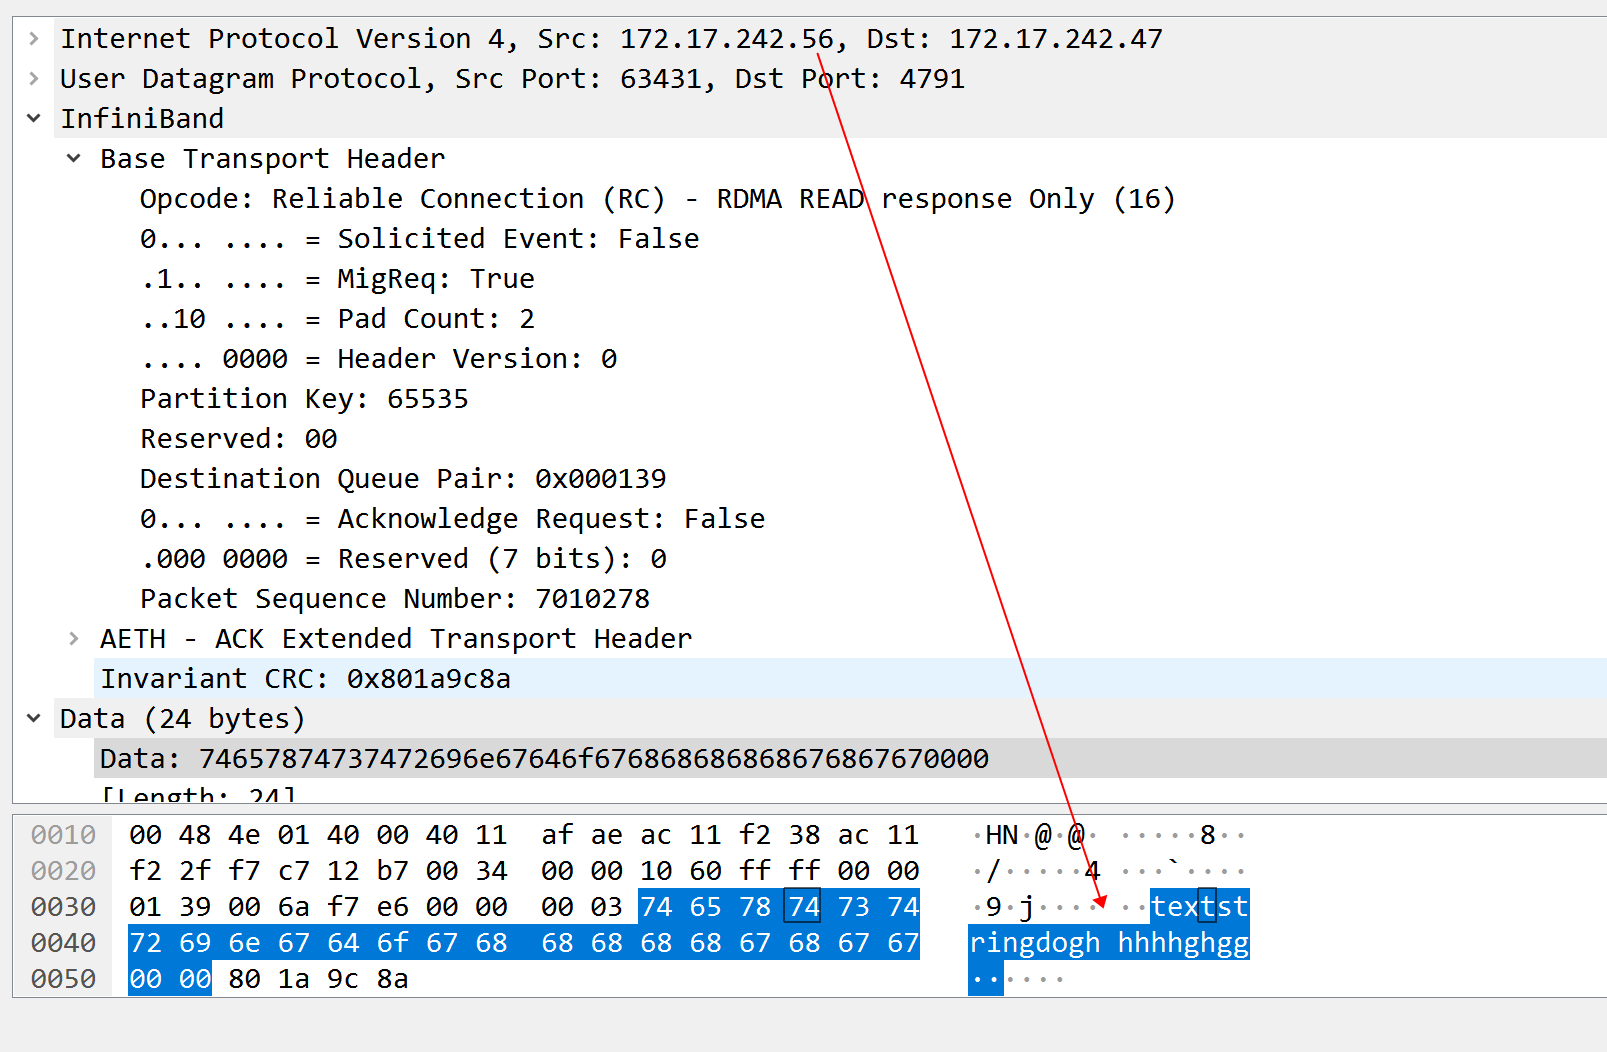 Internet Protocol Version 4, Src: 172.17.242.56, Dst: 172.17.242.47
User Datagram Protocol, Src Port: 63431, Dst Port: 4791
InfiniBand
Base Transport Header
Opcode: Reliable Connection (RC) - RDMA READ response Only (16)
0... .... = Solicited Event: False
.1.. .... = MigReq: True
..10 .... = Pad Count: 2
.... 0000 = Header Version: 0
Partition Key: 65535
Reserved: 00
Destination Queue Pair: 0x000139
0... .... = Acknowledge Request: False
.000 0000 = Reserved (7 bits): 0
Packet Sequence Number: 7010278
AETH - ACK Extended Transport Header
Invariant CRC: 0x801a9c8a
Data (24 bytes)
Data: 74657874737472696e67646f676868686868676867670000
[Length: 24]
0010 00 48 4e 01 40 00 40 11 af ae ac 11 f2 38 ac 11 ·HN·@·@· ·····8··
0020 f2 2f f7 c7 12 b7 00 34 00 00 10 60 ff ff 00 00 ·/·····4 ···`····
0030 01 39 00 6a f7 e6 00 00 00 03 74 65 78 74 73 74 ·9·j···· ··textst
0040 72 69 6e 67 64 6f 67 68 68 68 68 68 67 68 67 67 ringdogh hhhhghgg
0050 00 00 80 1a 9c 8a ······